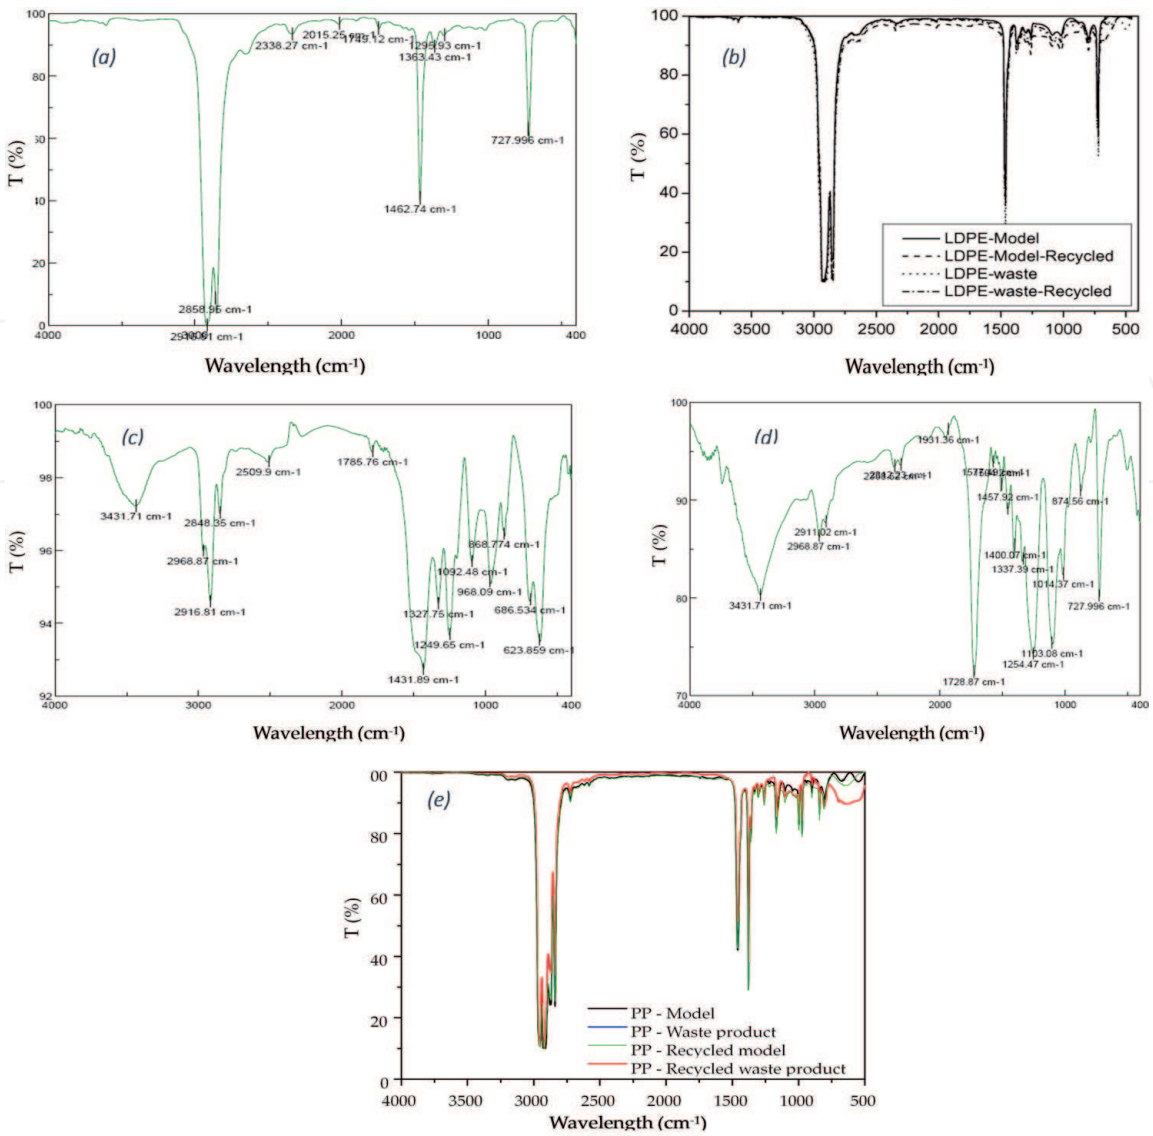 (a)
100
80
60
40
20
0
T (%)
2338.27 cm-1
2015.25 cm-1
1749.12 cm-1
1295.93 cm-1
1363.43 cm-1
727.996 cm-1
1462.74 cm-1
2858.95 cm-1
4000
2000
1000
400
Wavelength (cm-1)
(b)
100
80
60
40
20
0
T (%)
LDPE-Model
LDPE-Model-Recycled
LDPE-waste
LDPE-waste-Recycled
4000 3500 3000 2500 2000 1500 1000 500
Wavelength (cm-1)
(c)
100
98
96
94
92
T (%)
3431.71 cm-1
2968.87 cm-1
2916.81 cm-1
2848.35 cm-1
2509.9 cm-1
1785.76 cm-1
1431.89 cm-1
1327.75 cm-1
1249.65 cm-1
1092.48 cm-1
968.09 cm-1
868.774 cm-1
686.534 cm-1
623.859 cm-1
4000 3000 2000 1000 400
Wavelength (cm-1)
(d)
100
90
80
70
T (%)
3431.71 cm-1
2968.87 cm-1
2911.02 cm-1
1931.36 cm-1
1728.87 cm-1
1457.92 cm-1
1400.07 cm-1
1337.39 cm-1
1254.47 cm-1
1103.08 cm-1
1014.37 cm-1
874.56 cm-1
727.996 cm-1
4000 3000 2000 1000 400
Wavelength (cm-1)
(e)
00
80
60
40
20
0
T (%)
PP - Model
PP - Waste product
PP - Recycled model
PP - Recycled waste product
4000 3500 3000 2500 2000 1500 1000 500
Wavelength (cm-1)